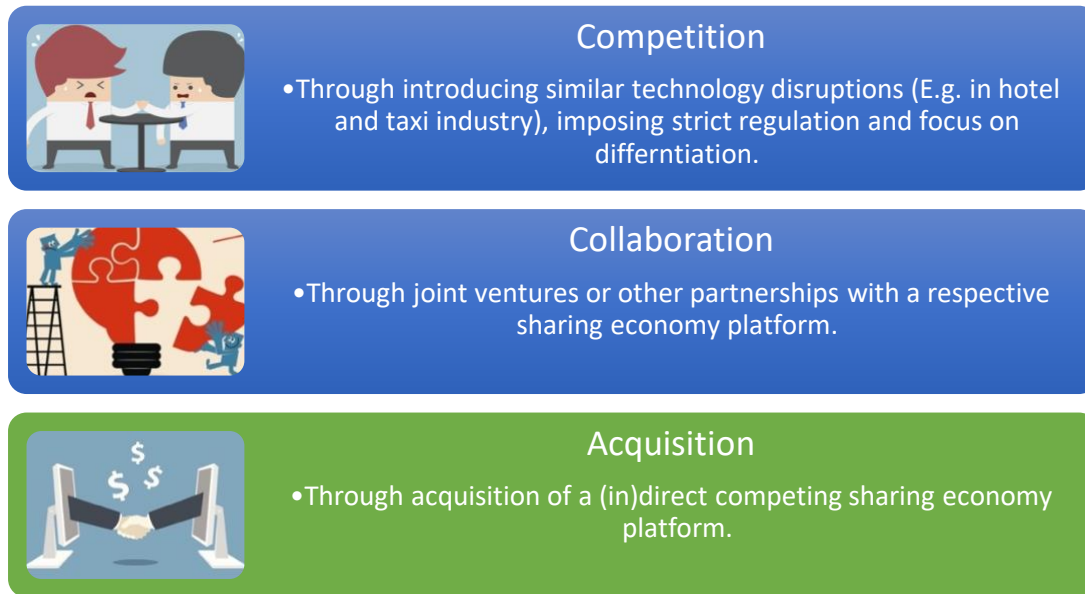 Competition
•Through introducing similar technology disruptions (E.g. in hotel
and taxi industry), imposing strict regulation and focus on
differntiation.
Collaboration
•Through joint ventures or other partnerships with a respective
sharing economy platform.
$
$ $
Acquisition
•Through acquisition of a (in)direct competing sharing economy
platform.